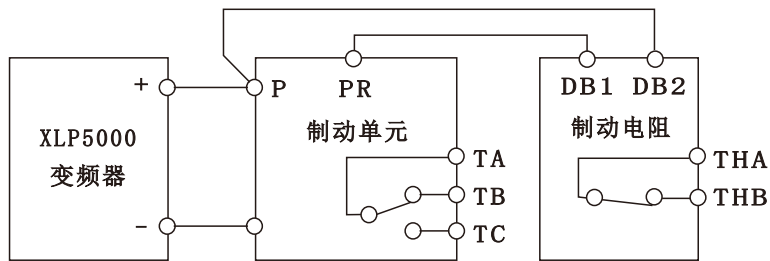 +
-
XLP5000
变频器
P
PR
制动单元
TA
TB
TC
DB1 DB2
制动电阻
THA
THB